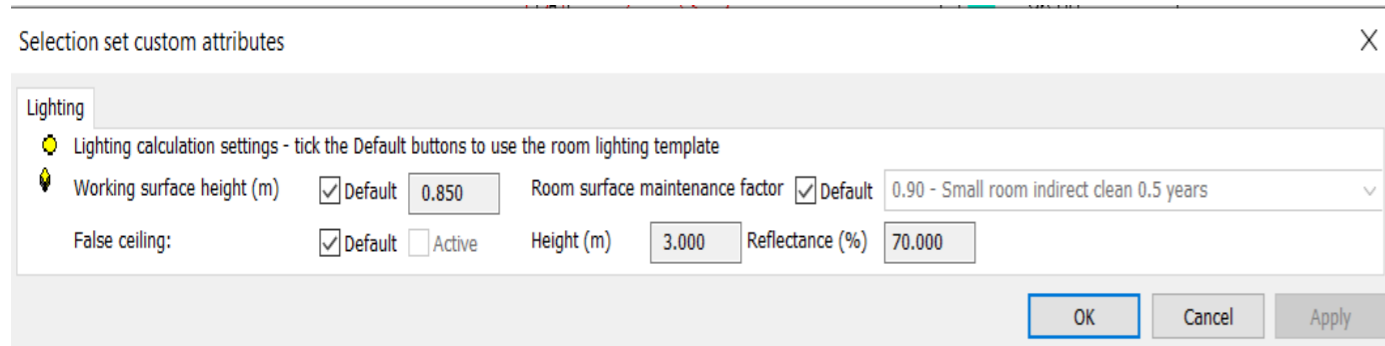 Selection set custom attributes
X
Lighting
Lighting calculation settings - tick the Default buttons to use the room lighting template
Working surface height (m) Default 0.850 Room surface maintenance factor Default 0.90 - Small room indirect clean 0.5 years
False ceiling: Default Active Height (m) 3.000 Reflectance (%) 70.000
OK Cancel Apply